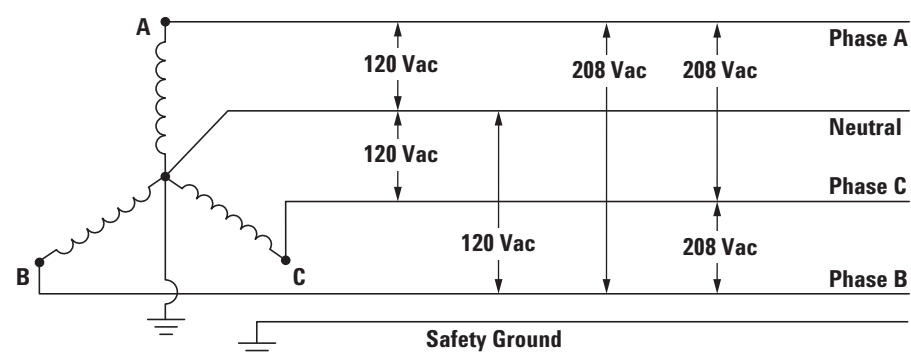 A
Phase A
120 Vac
208 Vac
208 Vac
Neutral
120 Vac
Phase C
120 Vac
208 Vac
B
C
Phase B
Safety Ground